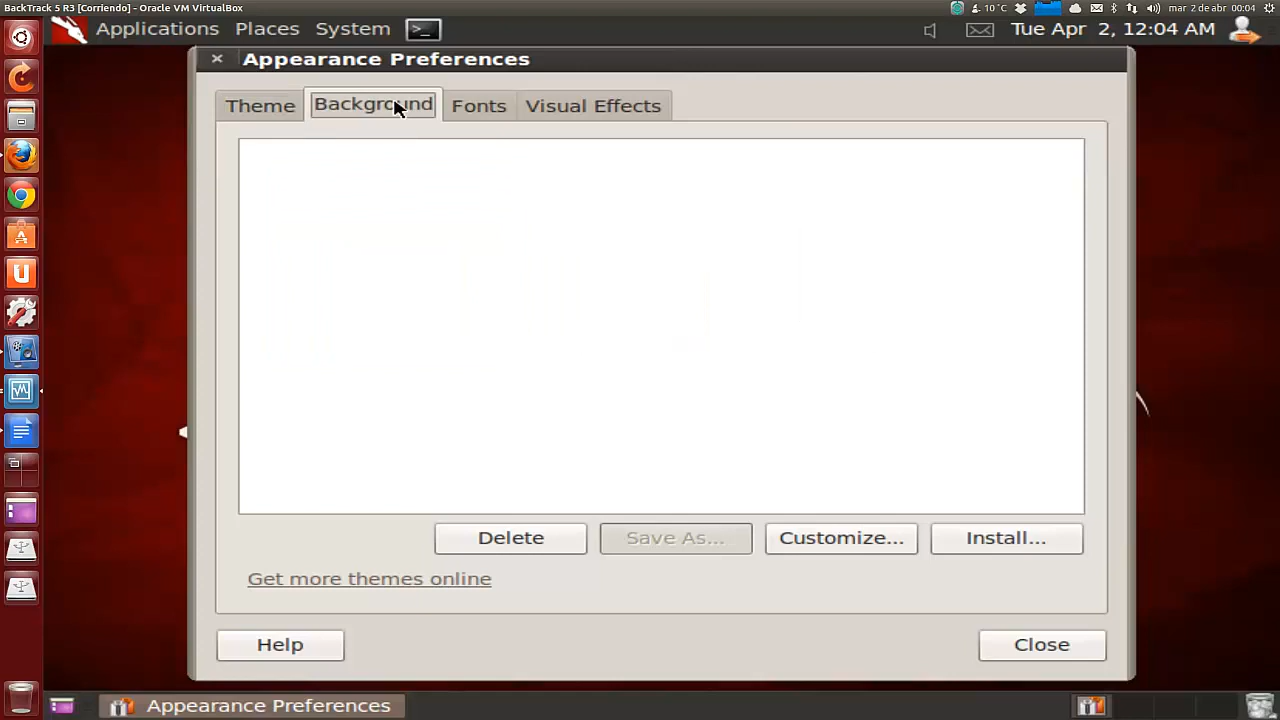 BackTrack 5 R3 [Corriendo] - Oracle VM VirtualBox
10°C
mar 2 de abr 00:04
Applications Places System
Tue Apr 2, 12:04 AM
Appearance Preferences
Theme
Background
Fonts
Visual Effects
Delete
Save As...
Customize...
Install...
Get more themes online
Help
Close
Appearance Preferences